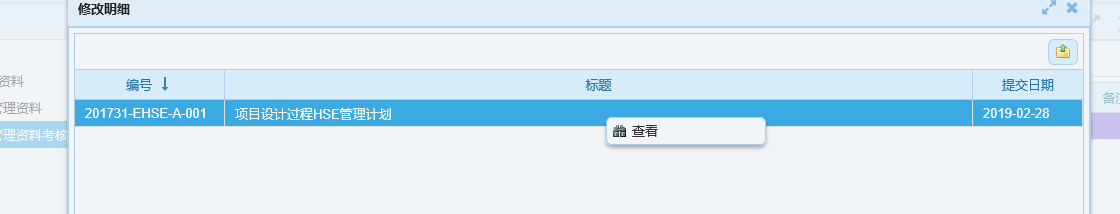 修改明细
资料
管理资料
管理资料考核
编号 标题 提交日期
201731-EHSE-A-001 项目设计过程HSE管理计划 2019-02-28
查看
备注